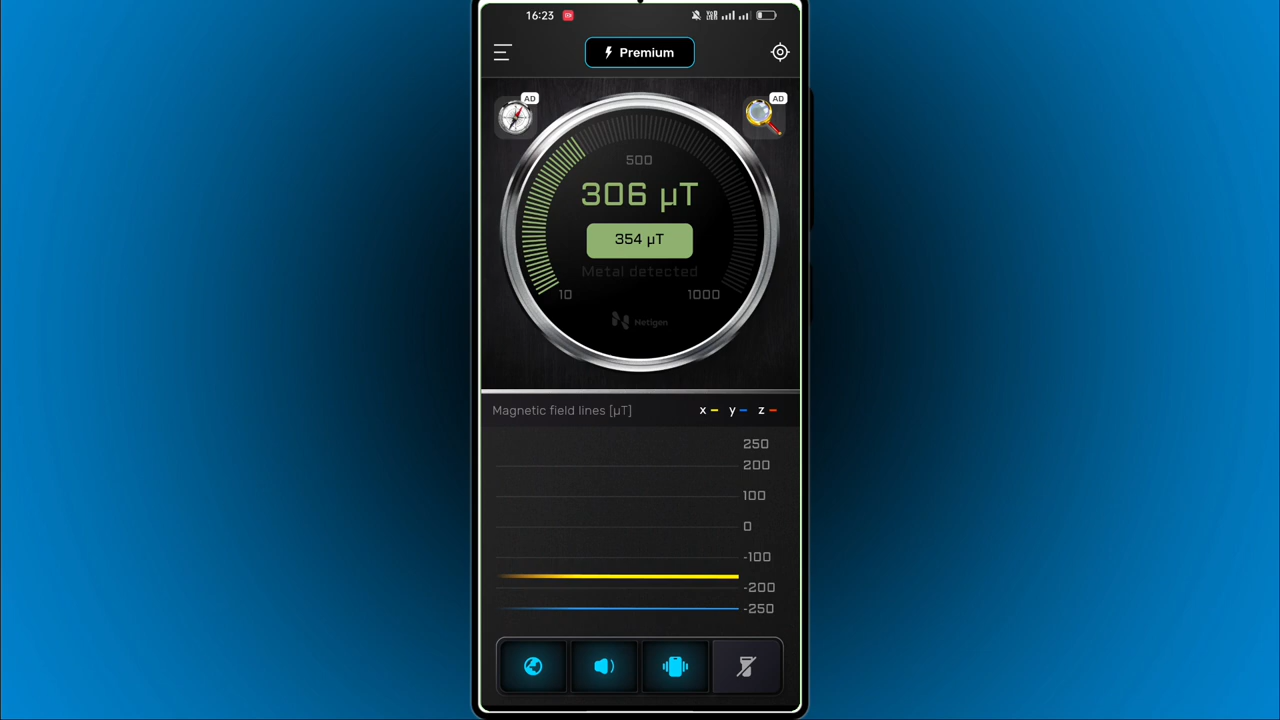 16:23
Premium
AD
AD
500
306 µT
354 µT
Metal detected
10
1000
Netigen
Magnetic field lines [µT]
x y z
250
200
100
0
-100
-200
-250